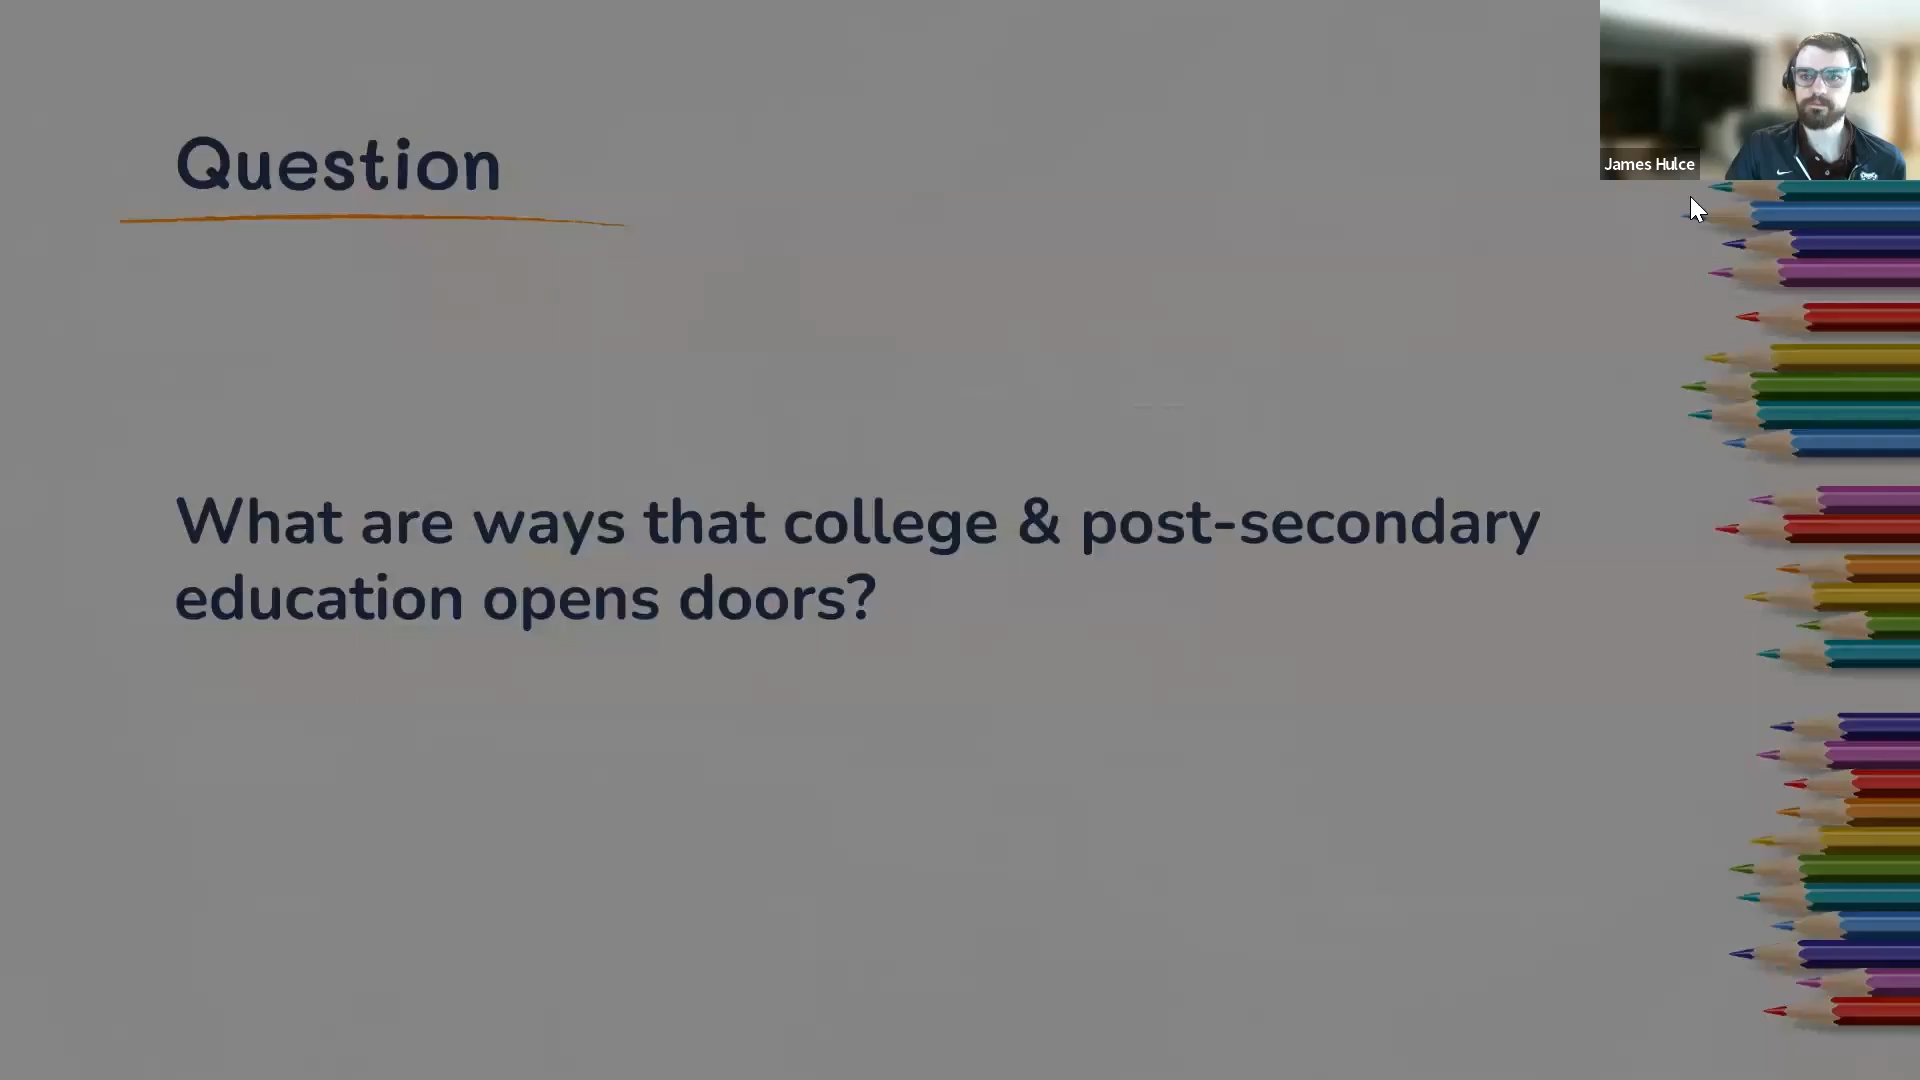 Question
What are ways that college & post-secondary
education opens doors?
James Hulce